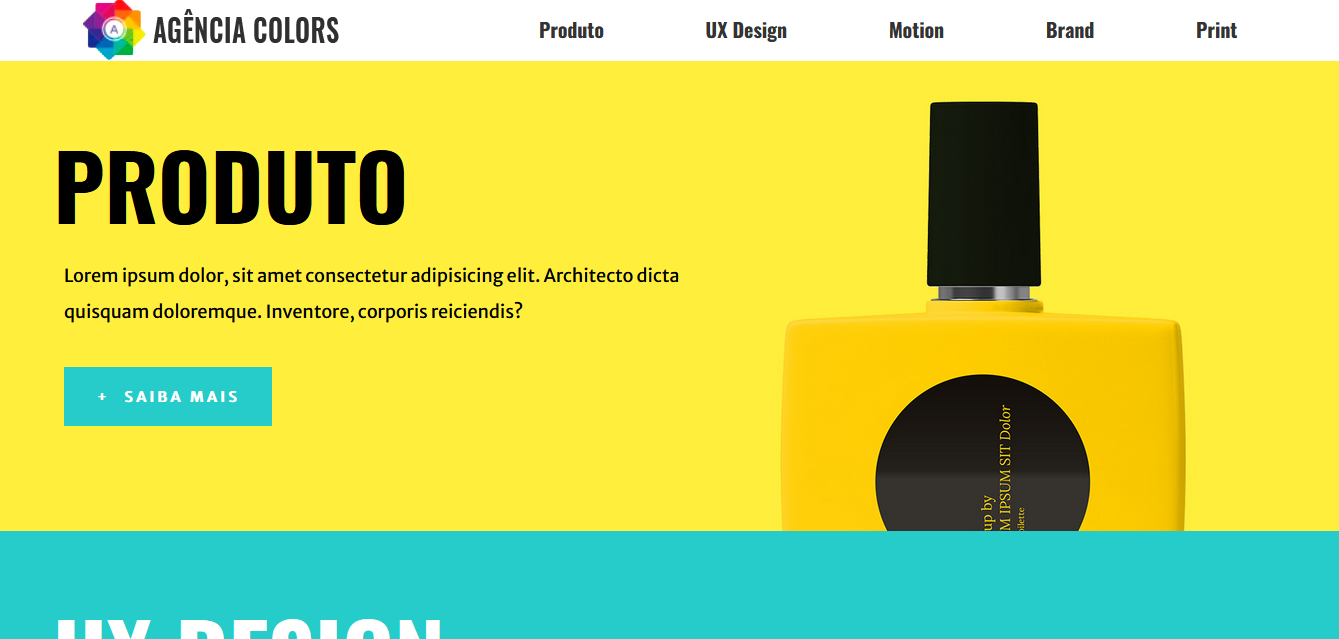 A
AGÊNCIA COLORS
Produto
UX Design
Motion
Brand
Print
PRODUTO
Lorem ipsum dolor, sit amet consectetur adipisicing elit. Architecto dicta
quisquam doloremque. Inventore, corporis reiciendis?
+ SAIBA MAIS
up by
M IPSUM SIT Dolor
oilette
UX DESIGN